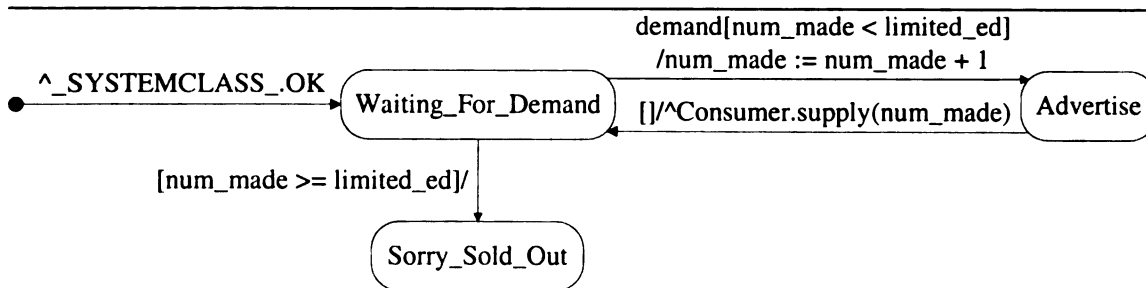 demand[num_made < limited_ed]
/num_made := num_made + 1
^_SYSTEMCLASS_.OK
Waiting_For_Demand
Advertise
[]/^Consumer.supply(num_made)
[num_made >= limited_ed]/
Sorry_Sold_Out